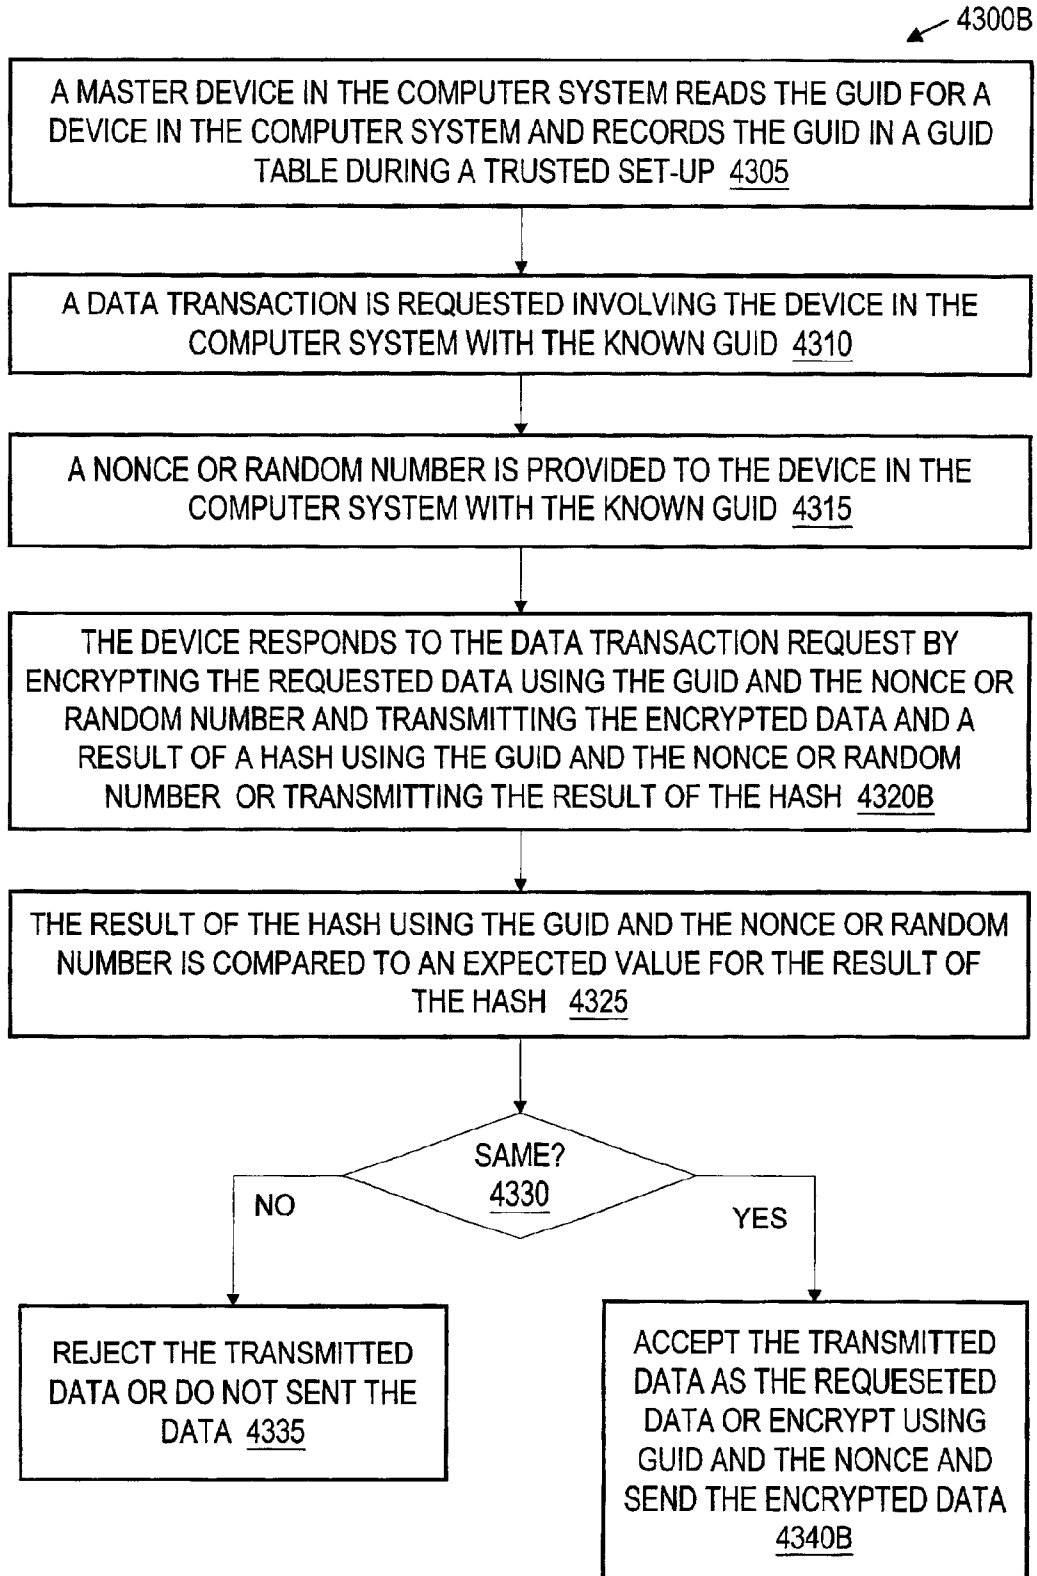 4300B
A MASTER DEVICE IN THE COMPUTER SYSTEM READS THE GUID FOR A
DEVICE IN THE COMPUTER SYSTEM AND RECORDS THE GUID IN A GUID
TABLE DURING A TRUSTED SET-UP 4305
A DATA TRANSACTION IS REQUESTED INVOLVING THE DEVICE IN THE
COMPUTER SYSTEM WITH THE KNOWN GUID 4310
A NONCE OR RANDOM NUMBER IS PROVIDED TO THE DEVICE IN THE
COMPUTER SYSTEM WITH THE KNOWN GUID 4315
THE DEVICE RESPONDS TO THE DATA TRANSACTION REQUEST BY
ENCRYPTING THE REQUESTED DATA USING THE GUID AND THE NONCE OR
RANDOM NUMBER AND TRANSMITTING THE ENCRYPTED DATA AND A
RESULT OF A HASH USING THE GUID AND THE NONCE OR RANDOM
NUMBER OR TRANSMITTING THE RESULT OF THE HASH 4320B
THE RESULT OF THE HASH USING THE GUID AND THE NONCE OR RANDOM
NUMBER IS COMPARED TO AN EXPECTED VALUE FOR THE RESULT OF
THE HASH 4325
SAME?
4330
NO
YES
REJECT THE TRANSMITTED
DATA OR DO NOT SENT THE
DATA 4335
ACCEPT THE TRANSMITTED
DATA AS THE REQUESETED
DATA OR ENCRYPT USING
GUID AND THE NONCE AND
SEND THE ENCRYPTED DATA
4340B